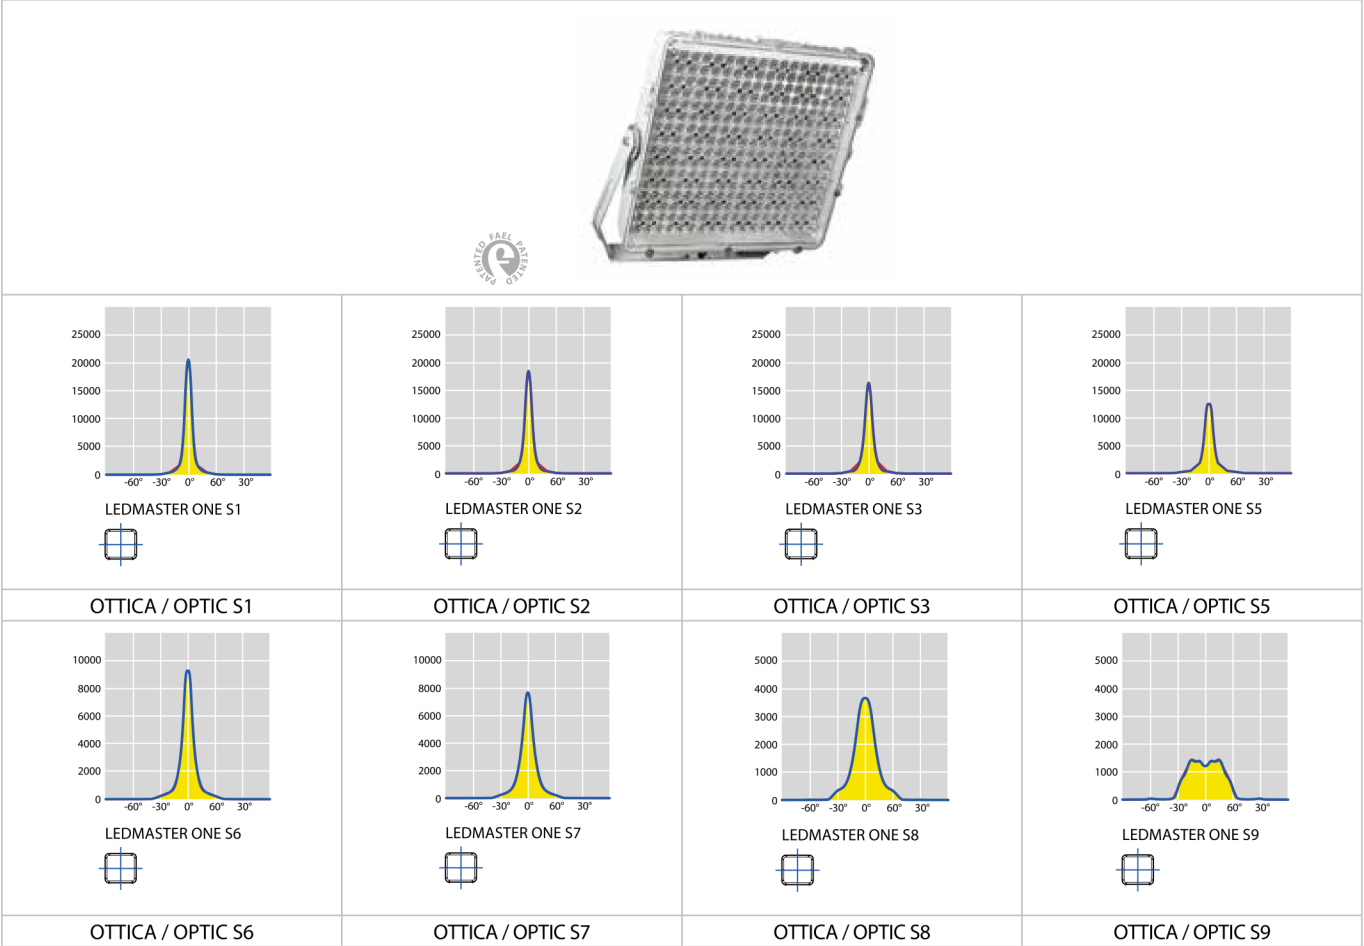 PATENTED FAEL PATENTED
25000
20000
15000
10000
5000
0
-60° -30° 0° 60° 30°
LEDMASTER ONE S1
25000
20000
15000
10000
5000
0
-60° -30° 0° 60° 30°
LEDMASTER ONE S2
25000
20000
15000
10000
5000
0
-60° -30° 0° 60° 30°
LEDMASTER ONE S3
25000
20000
15000
10000
5000
0
-60° -30° 0° 60° 30°
LEDMASTER ONE S5
OTTICA / OPTIC S1
OTTICA / OPTIC S2
OTTICA / OPTIC S3
OTTICA / OPTIC S5
10000
8000
6000
4000
2000
0
-60° -30° 0° 60° 30°
LEDMASTER ONE S6
10000
8000
6000
4000
2000
0
-60° -30° 0° 60° 30°
LEDMASTER ONE S7
5000
4000
3000
2000
1000
0
-60° -30° 0° 60° 30°
LEDMASTER ONE S8
5000
4000
3000
2000
1000
0
-60° -30° 0° 60° 30°
LEDMASTER ONE S9
OTTICA / OPTIC S6
OTTICA / OPTIC S7
OTTICA / OPTIC S8
OTTICA / OPTIC S9